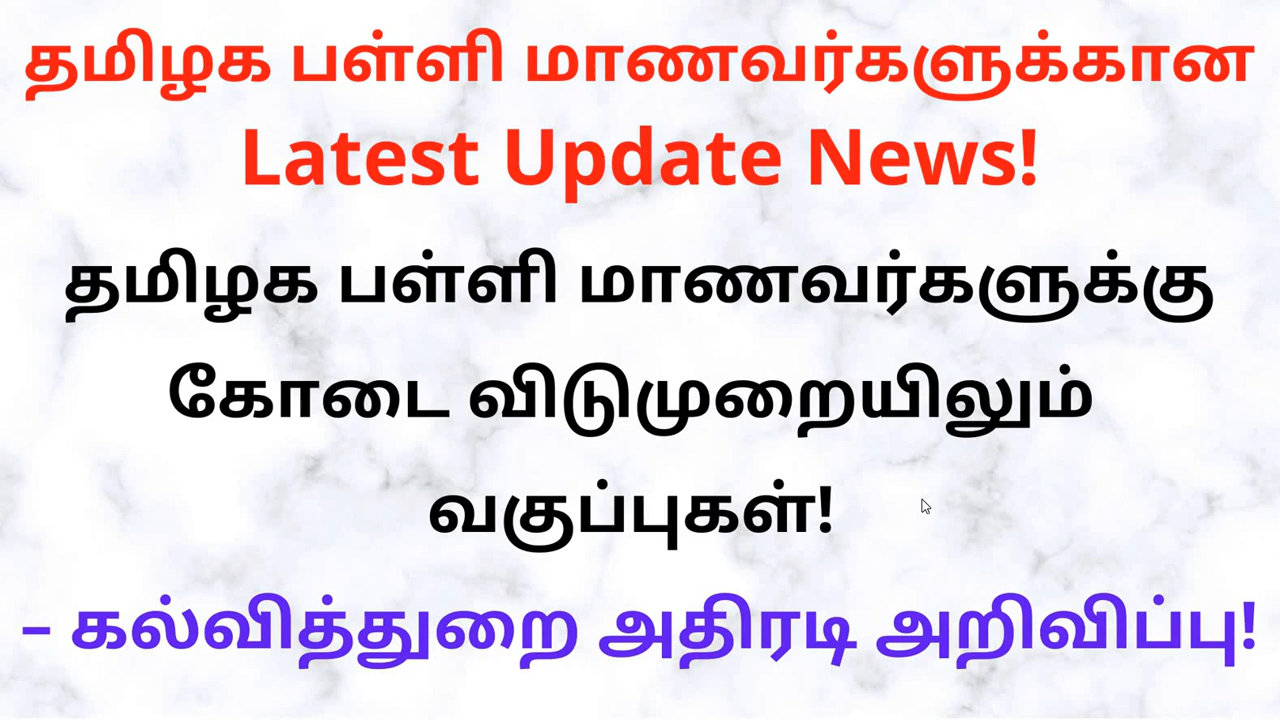 தமிழக பள்ளி மாணவர்களுக்கான
Latest Update News!
தமிழக பள்ளி மாணவர்களுக்கு
கோடை விடுமுறையிலும்
வகுப்புகள்!
– கல்வித்துறை அதிரடி அறிவிப்பு!